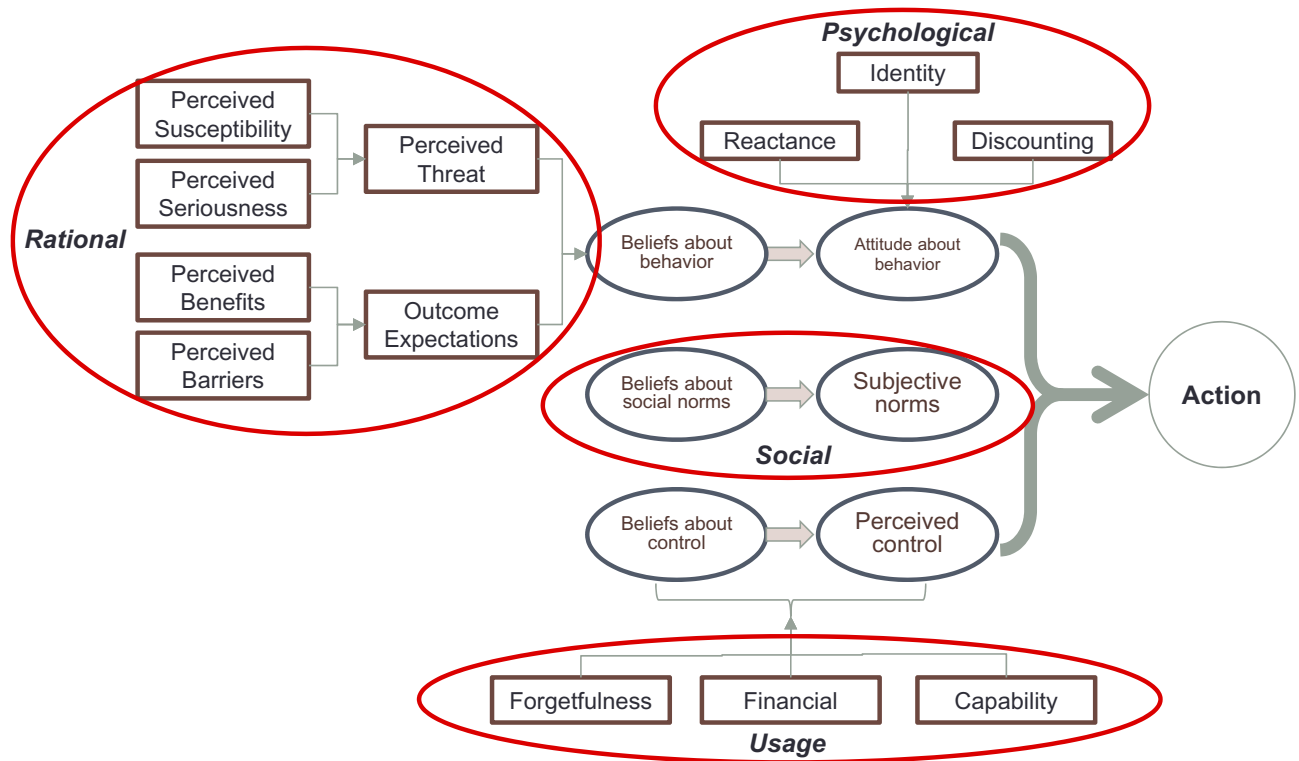 Psychological
Identity
Reactance
Discounting
Perceived
Susceptibility
Perceived
Seriousness
Perceived
Threat
Rational
Perceived
Benefits
Perceived
Barriers
Outcome
Expectations
Beliefs about
behavior
Attitude about
behavior
Beliefs about
social norms
Subjective
norms
Social
Action
Beliefs about
control
Perceived
control
Forgetfulness
Financial
Capability
Usage